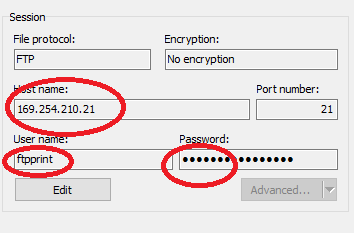 Session
File protocol: Encryption:
FTP No encryption
Host name: Port number:
169.254.210.21 21
User name: Password:
ftpprint ●●●●●●●●●●●●●●●●
Edit Advanced...